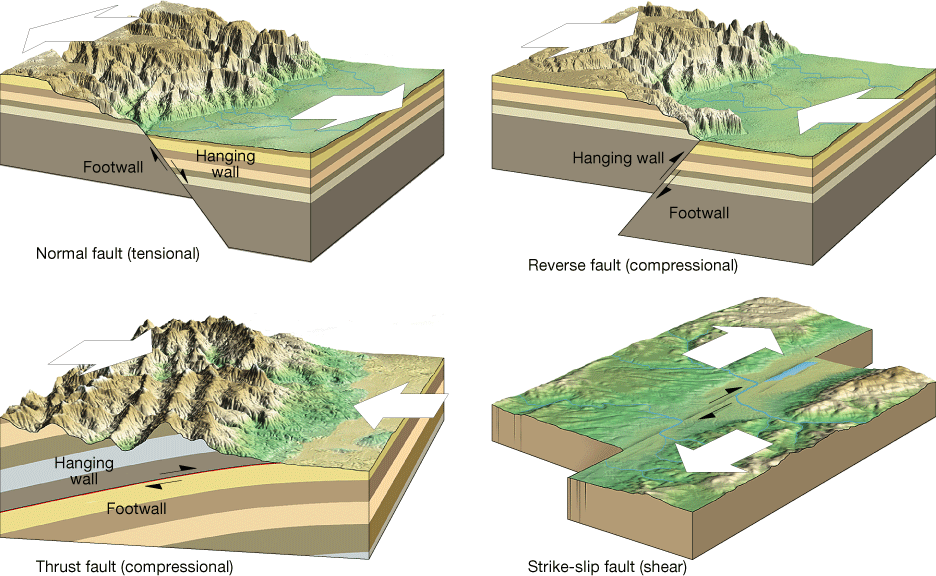 Footwall
Hanging
wall
Normal fault (tensional)
Hanging wall
Footwall
Reverse fault (compressional)
Hanging
wall
Footwall
Thrust fault (compressional)
Strike-slip fault (shear)